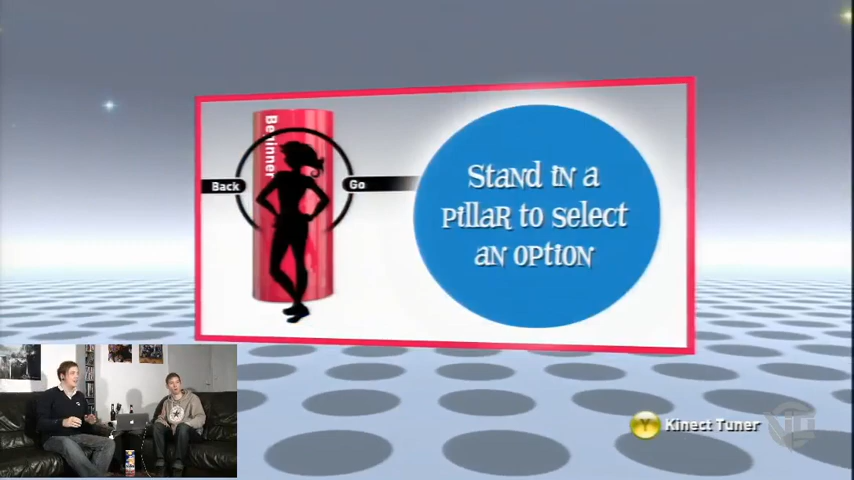 Beginner
Back
Go
Stand in a
pillar to select
an option
Y Kinect Tuner